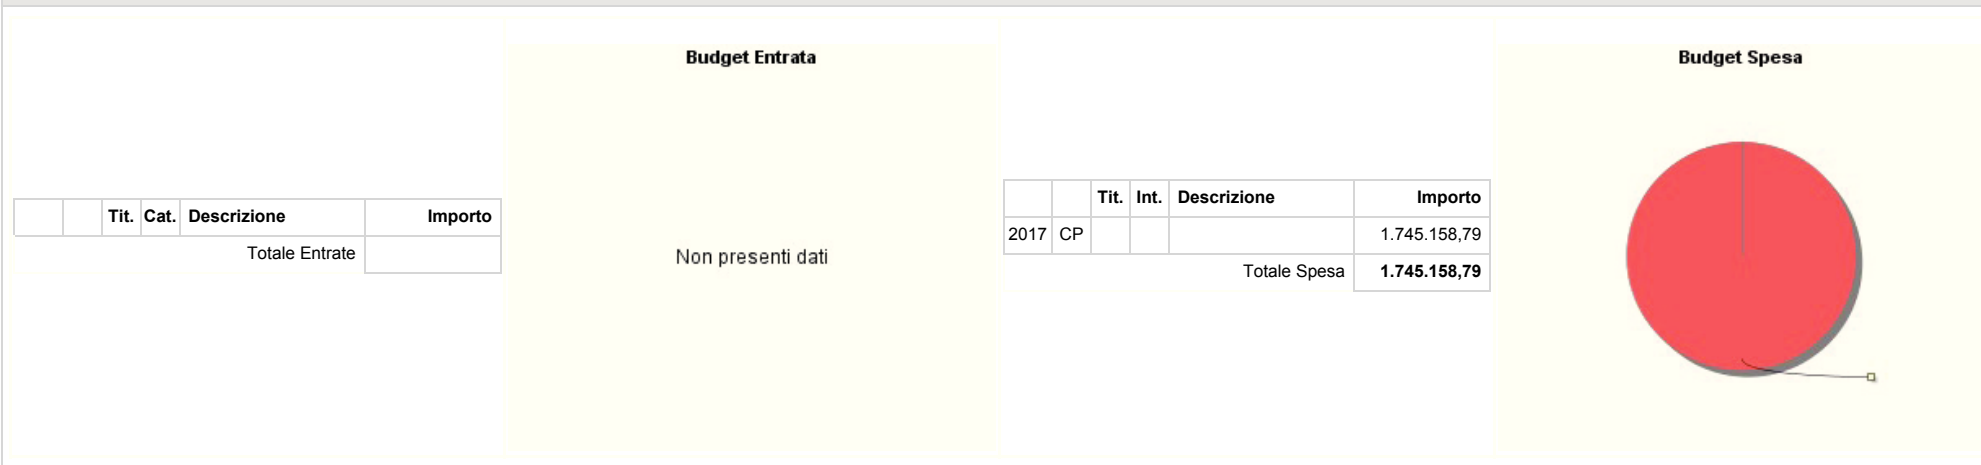 Tit. Cat. Descrizione Importo
Totale Entrate
Budget Entrata
Non presenti dati
Tit. Int. Descrizione Importo
2017 CP 1.745.158,79
Totale Spesa 1.745.158,79
Budget Spesa